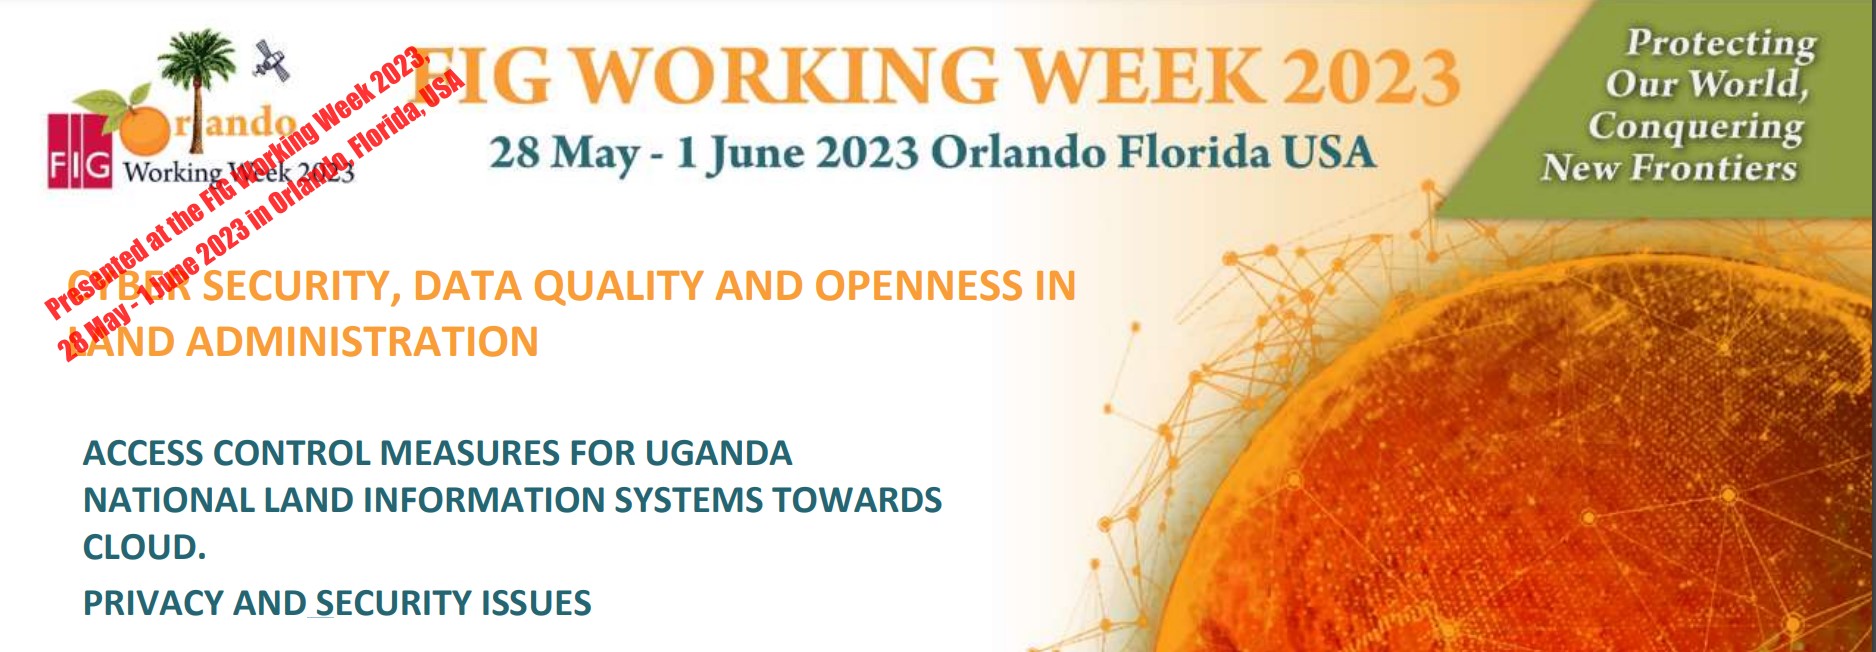 FIG WORKING WEEK 2023
28 May - 1 June 2023 Orlando Florida USA
Protecting
Our World,
Conquering
New Frontiers
Orlando
FIG
Working Week 2023
Presented at the FIG Working Week 2023,
28 May - 1 June 2023 in Orlando, Florida, USA
CYBER SECURITY, DATA QUALITY AND OPENNESS IN
LAND ADMINISTRATION
ACCESS CONTROL MEASURES FOR UGANDA
NATIONAL LAND INFORMATION SYSTEMS TOWARDS
CLOUD.
PRIVACY AND SECURITY ISSUES